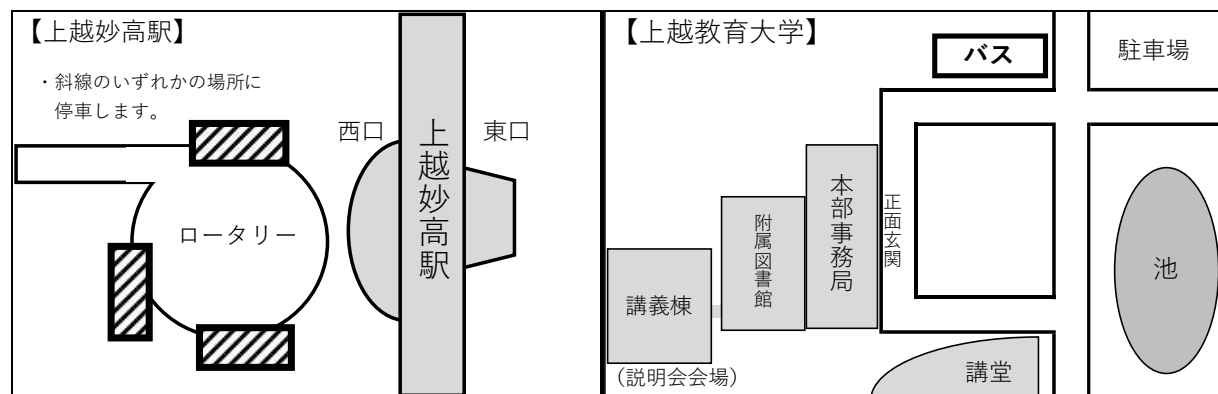 【上越妙高駅】
・斜線のいずれかの場所に
停車します。
西口
上越妙高駅
東口
ロータリー
【上越教育大学】
バス
駐車場
本部事務局
正面玄関
附属図書館
講義棟
(説明会会場)
池
講堂